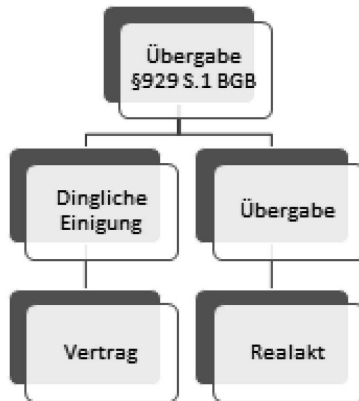 Übergabe
§929 S.1 BGB
Dingliche
Einigung
Übergabe
Vertrag
Realakt